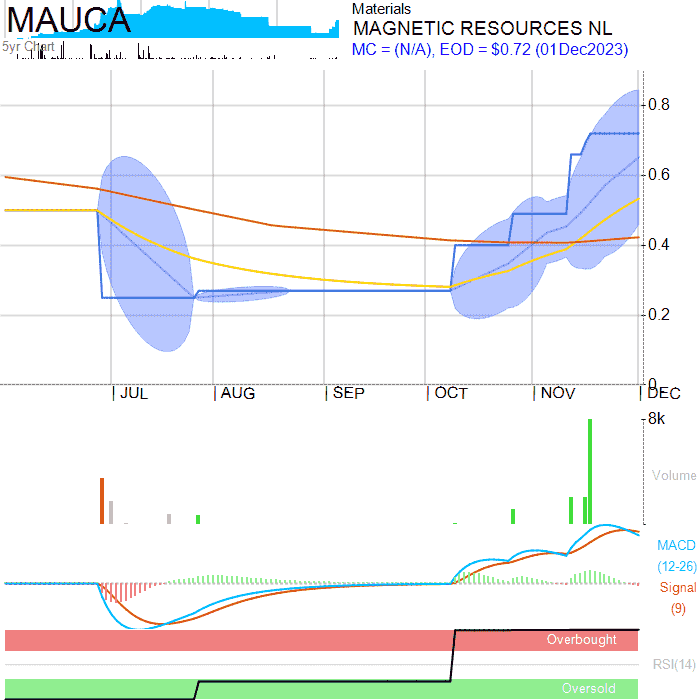 MAUCA
5yr Chart
Materials
MAGNETIC RESOURCES NL
MC = (N/A), EOD = $0.72 (01Dec2023)
0.8
0.6
0.4
0.2
0
JUL AUG SEP OCT NOV DEC
8k
Volume
MACD
(12-26)
Signal
(9)
Overbought
RSI(14)
Oversold